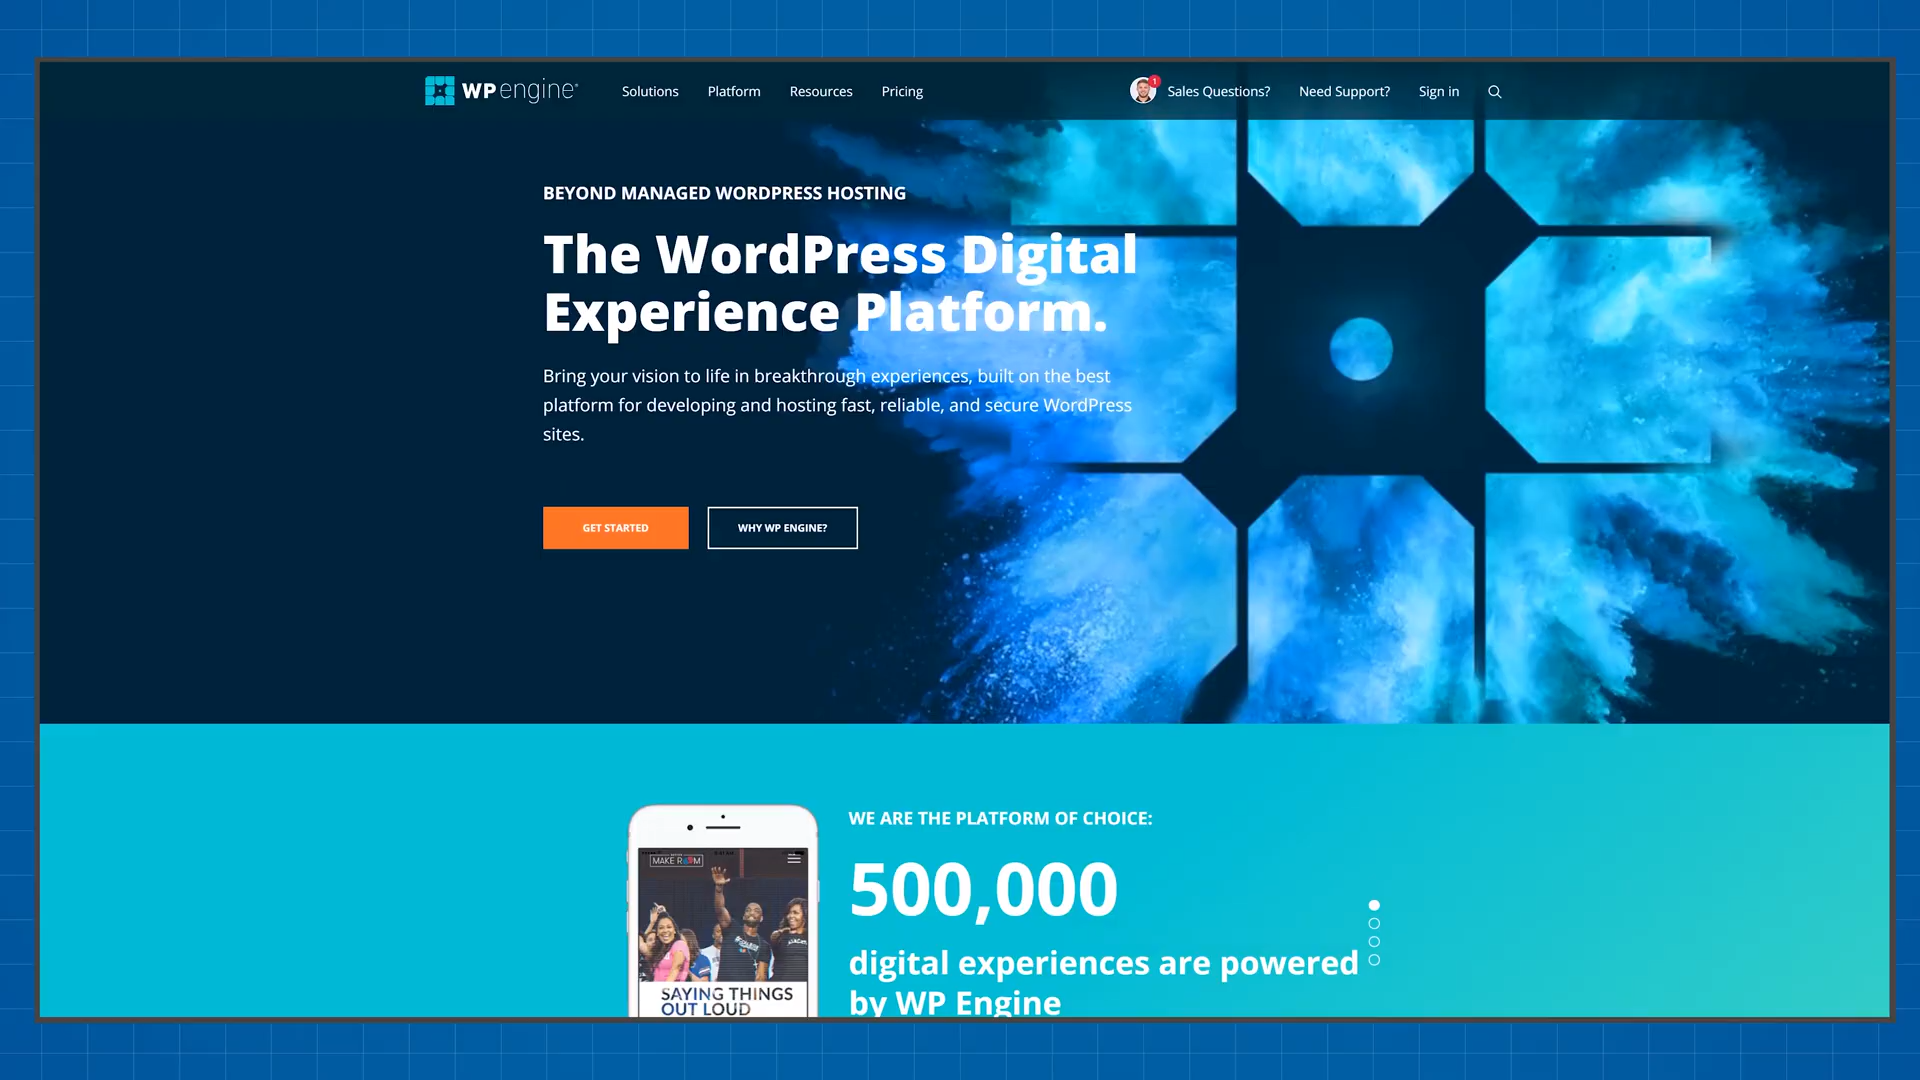 WPengine
Solutions
Platform
Resources
Pricing
1
Sales Questions?
Need Support?
Sign in
BEYOND MANAGED WORDPRESS HOSTING
The WordPress Digital
Experience Platform.
Bring your vision to life in breakthrough experiences, built on the best
platform for developing and hosting fast, reliable, and secure WordPress
sites.
GET STARTED
WHY WP ENGINE?
WE ARE THE PLATFORM OF CHOICE:
500,000
digital experiences are powered
by WP Engine
MAKE ROOM
SAYING THINGS
OUT LOUD